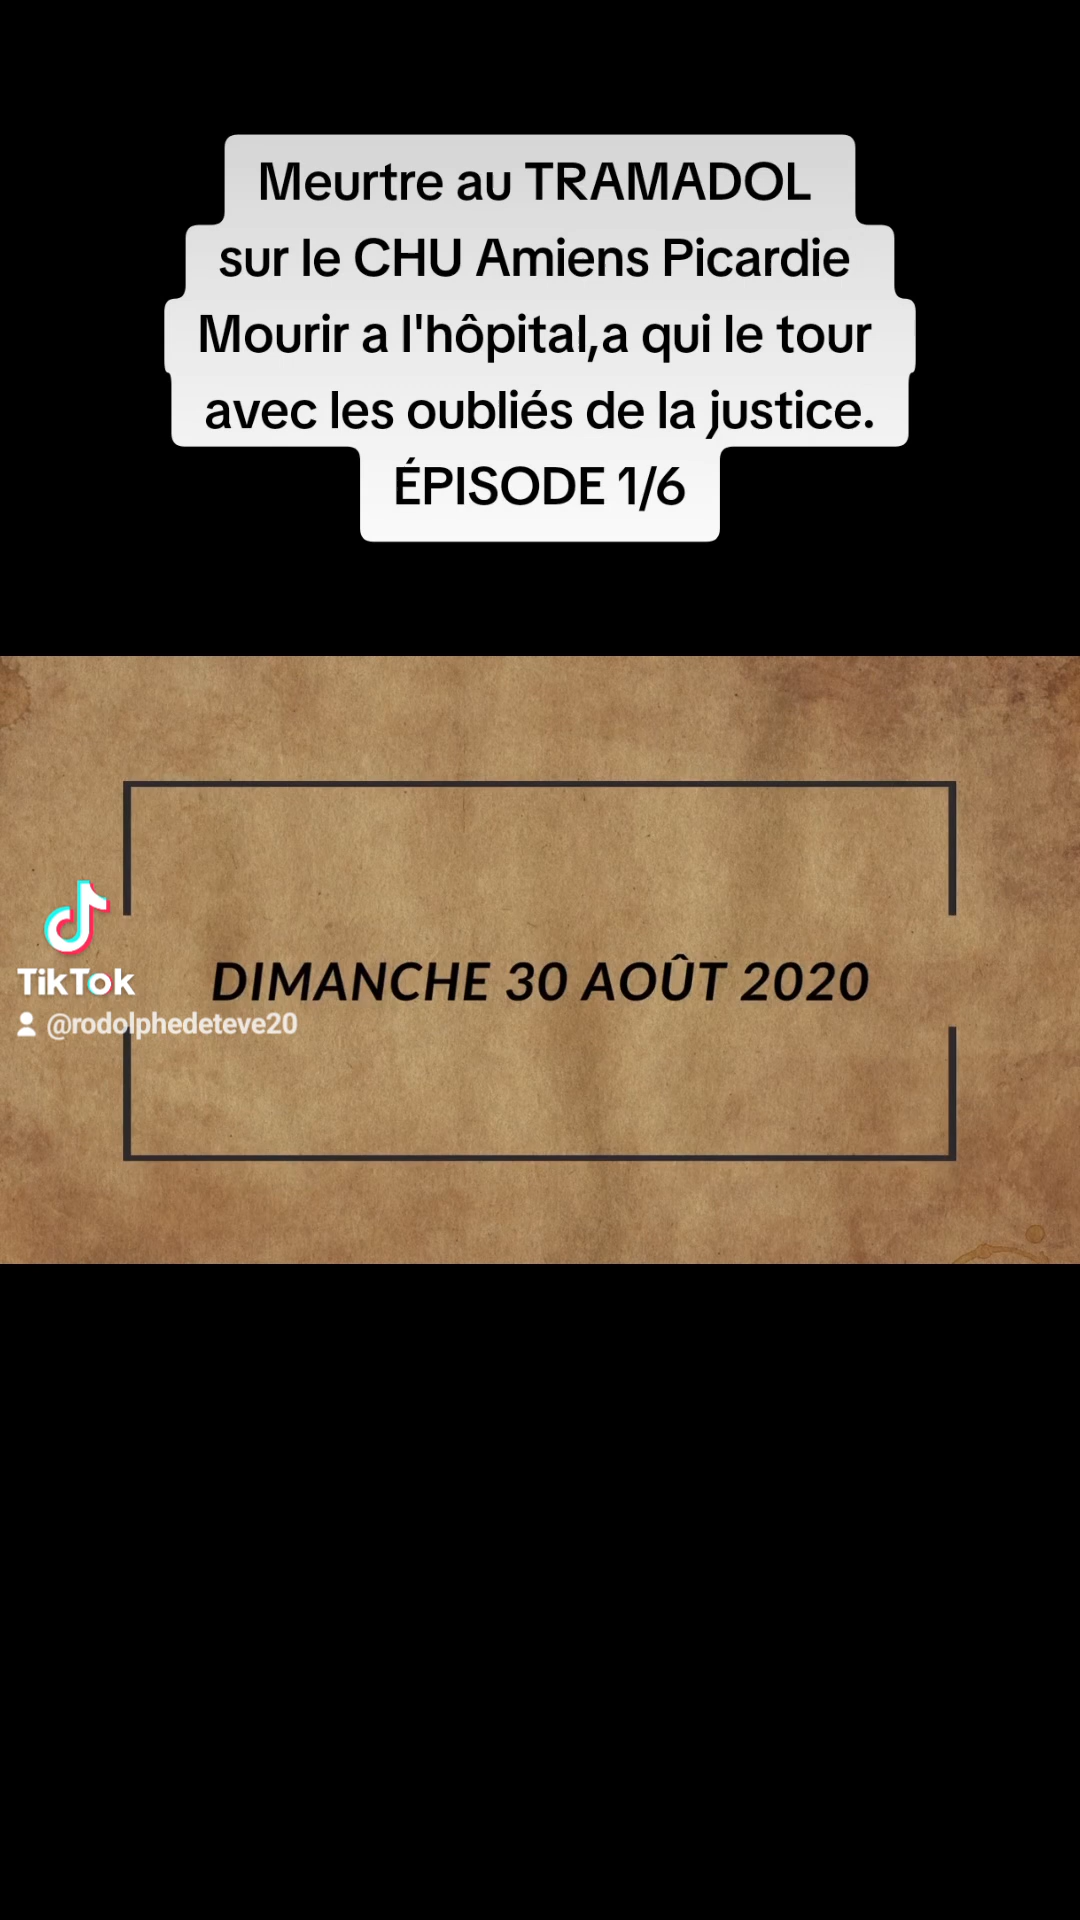 Meurtre au TRAMADOL
sur le CHU Amiens Picardie
Mourir a l'hôpital,a qui le tour
avec les oubliés de la justice.
ÉPISODE 1/6
DIMANCHE 30 AOÛT 2020
TikTok
@rodolphedeteve20